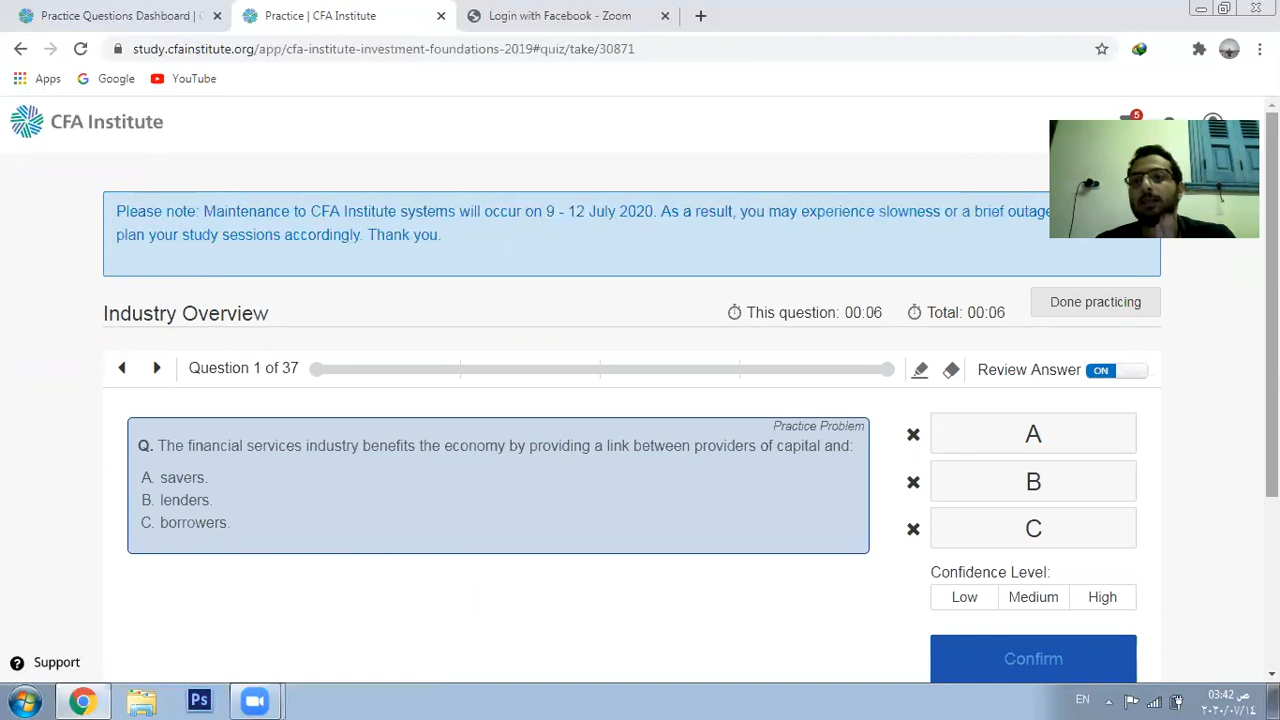 Practice Questions Dashboard | C
Practice | CFA Institute
Login with Facebook - Zoom
study.cfainstitute.org/app/cfa-institute-investment-foundations-2019#quiz/take/30871
Apps
Google
YouTube
CFA Institute
5
Please note: Maintenance to CFA Institute systems will occur on 9 - 12 July 2020. As a result, you may experience slowness or a brief outage
plan your study sessions accordingly. Thank you.
Industry Overview
This question: 00:06
Total: 00:06
Done practicing
Question 1 of 37
Review Answer ON
Practice Problem
Q. The financial services industry benefits the economy by providing a link between providers of capital and:
A. savers.
B. lenders.
C. borrowers.
A
B
C
Confidence Level:
Low Medium High
Confirm
Support
Ps
EN
03:42 ص
٢٠٢٠/٠٧/١٤